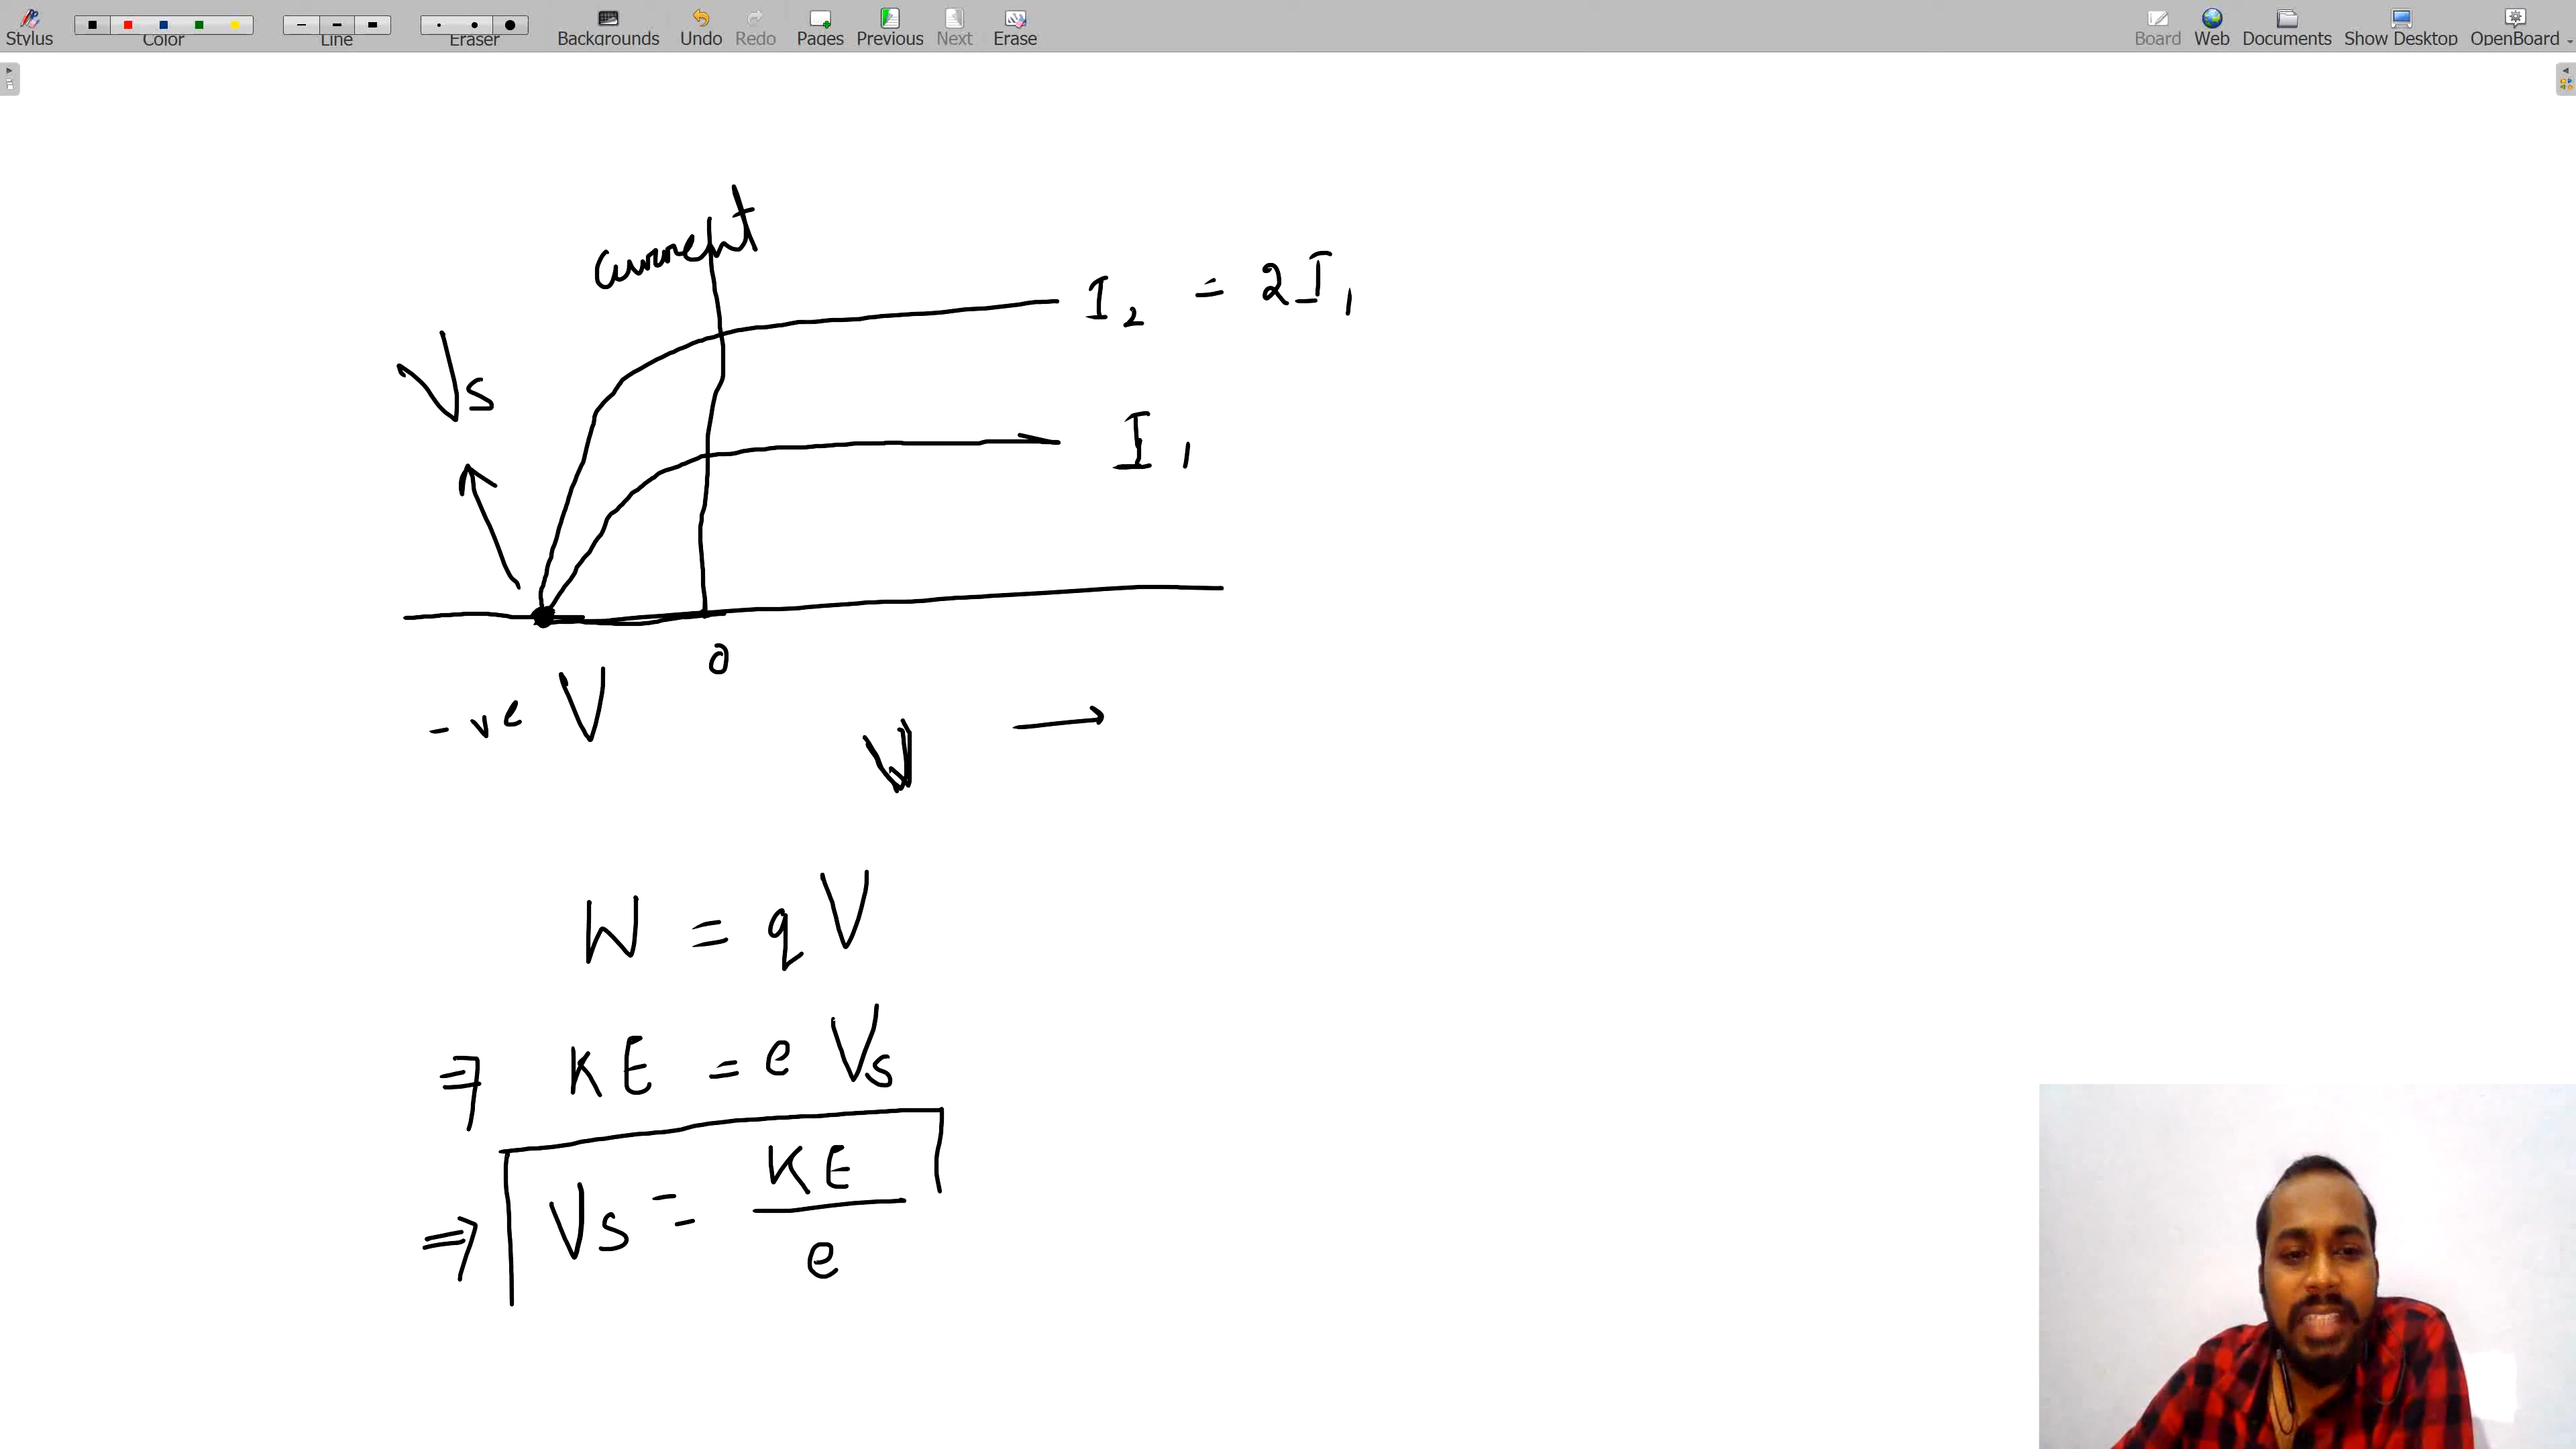 Stylus Color Line Eraser Backgrounds Undo Redo Pages Previous Next Erase Board Web Documents Show Desktop OpenBoard
current
I₂ = 2I₁
Vs
I₁
0
-ve V
V →
W = qV
⇒ KE = e Vs
⇒ Vs = KE / e